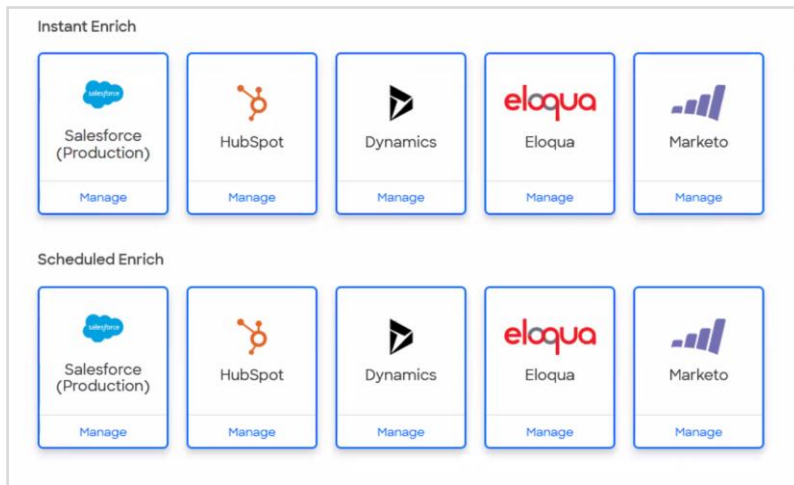 Instant Enrich
salesforce
eloqua
Salesforce
(Production)
HubSpot
Dynamics
Eloqua
Marketo
Manage
Manage
Manage
Manage
Manage
Scheduled Enrich
salesforce
eloqua
Salesforce
(Production)
HubSpot
Dynamics
Eloqua
Marketo
Manage
Manage
Manage
Manage
Manage